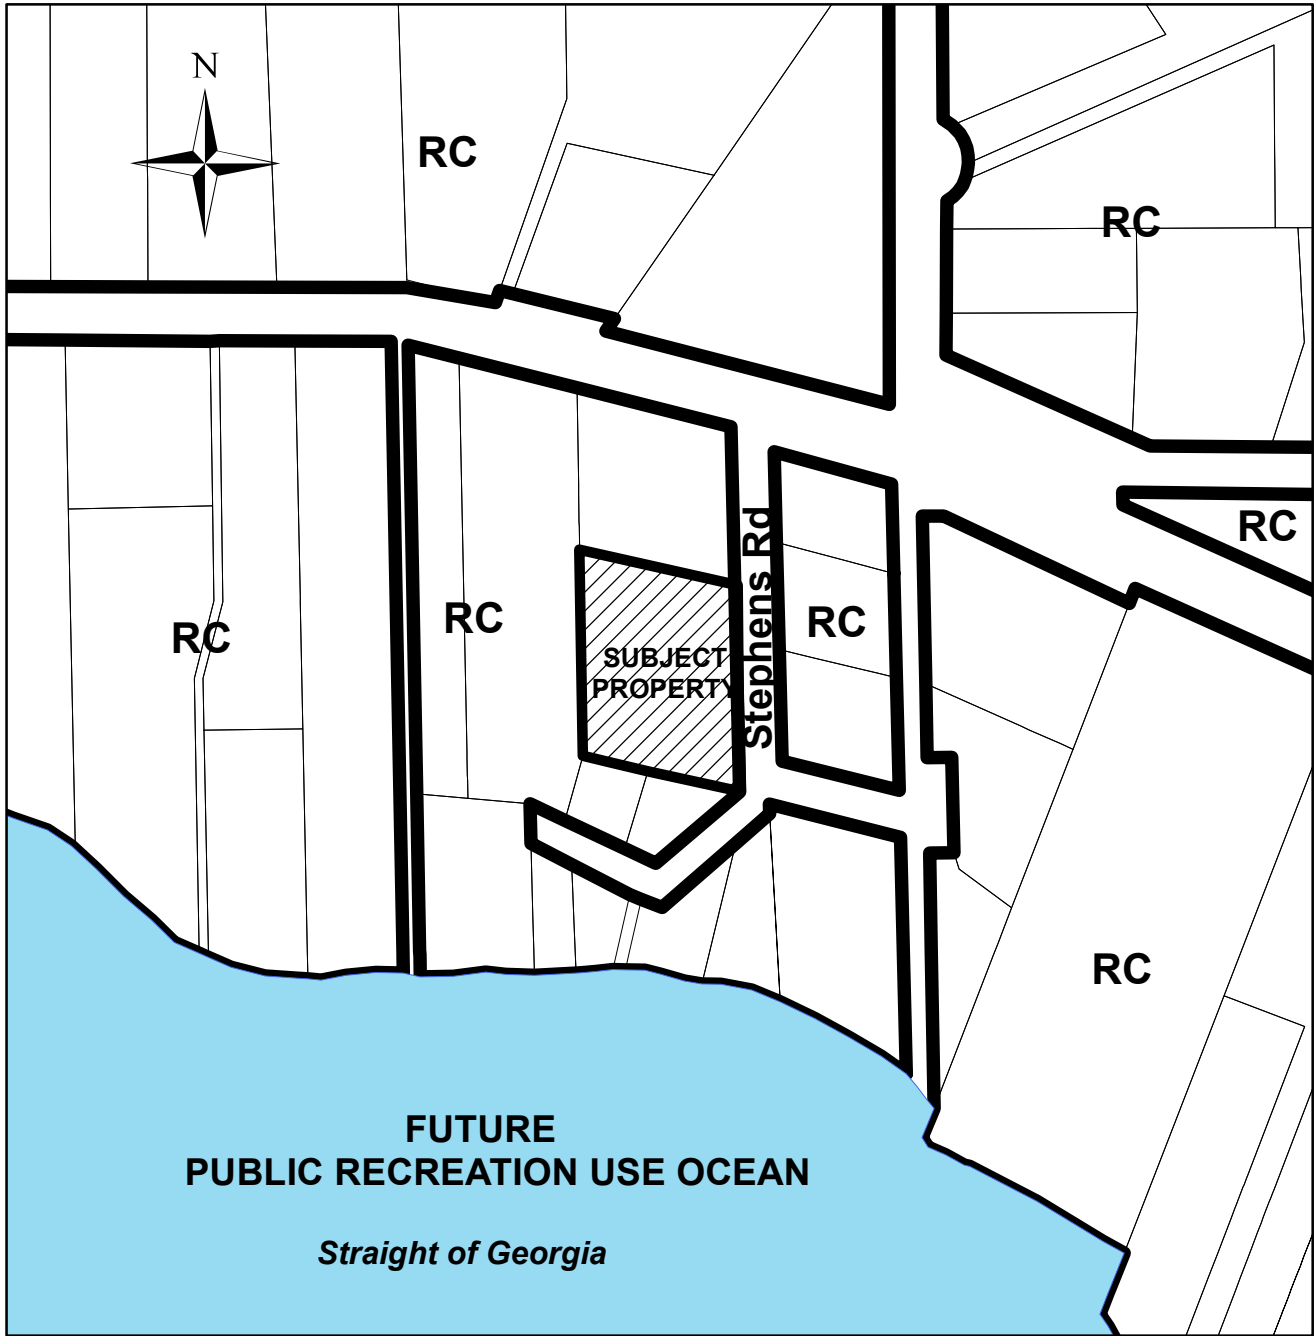 N
RC
RC
RC
Stephens Rd
RC
RC
RC
SUBJECT
PROPERTY
RC
FUTURE
PUBLIC RECREATION USE OCEAN
Straight of Georgia